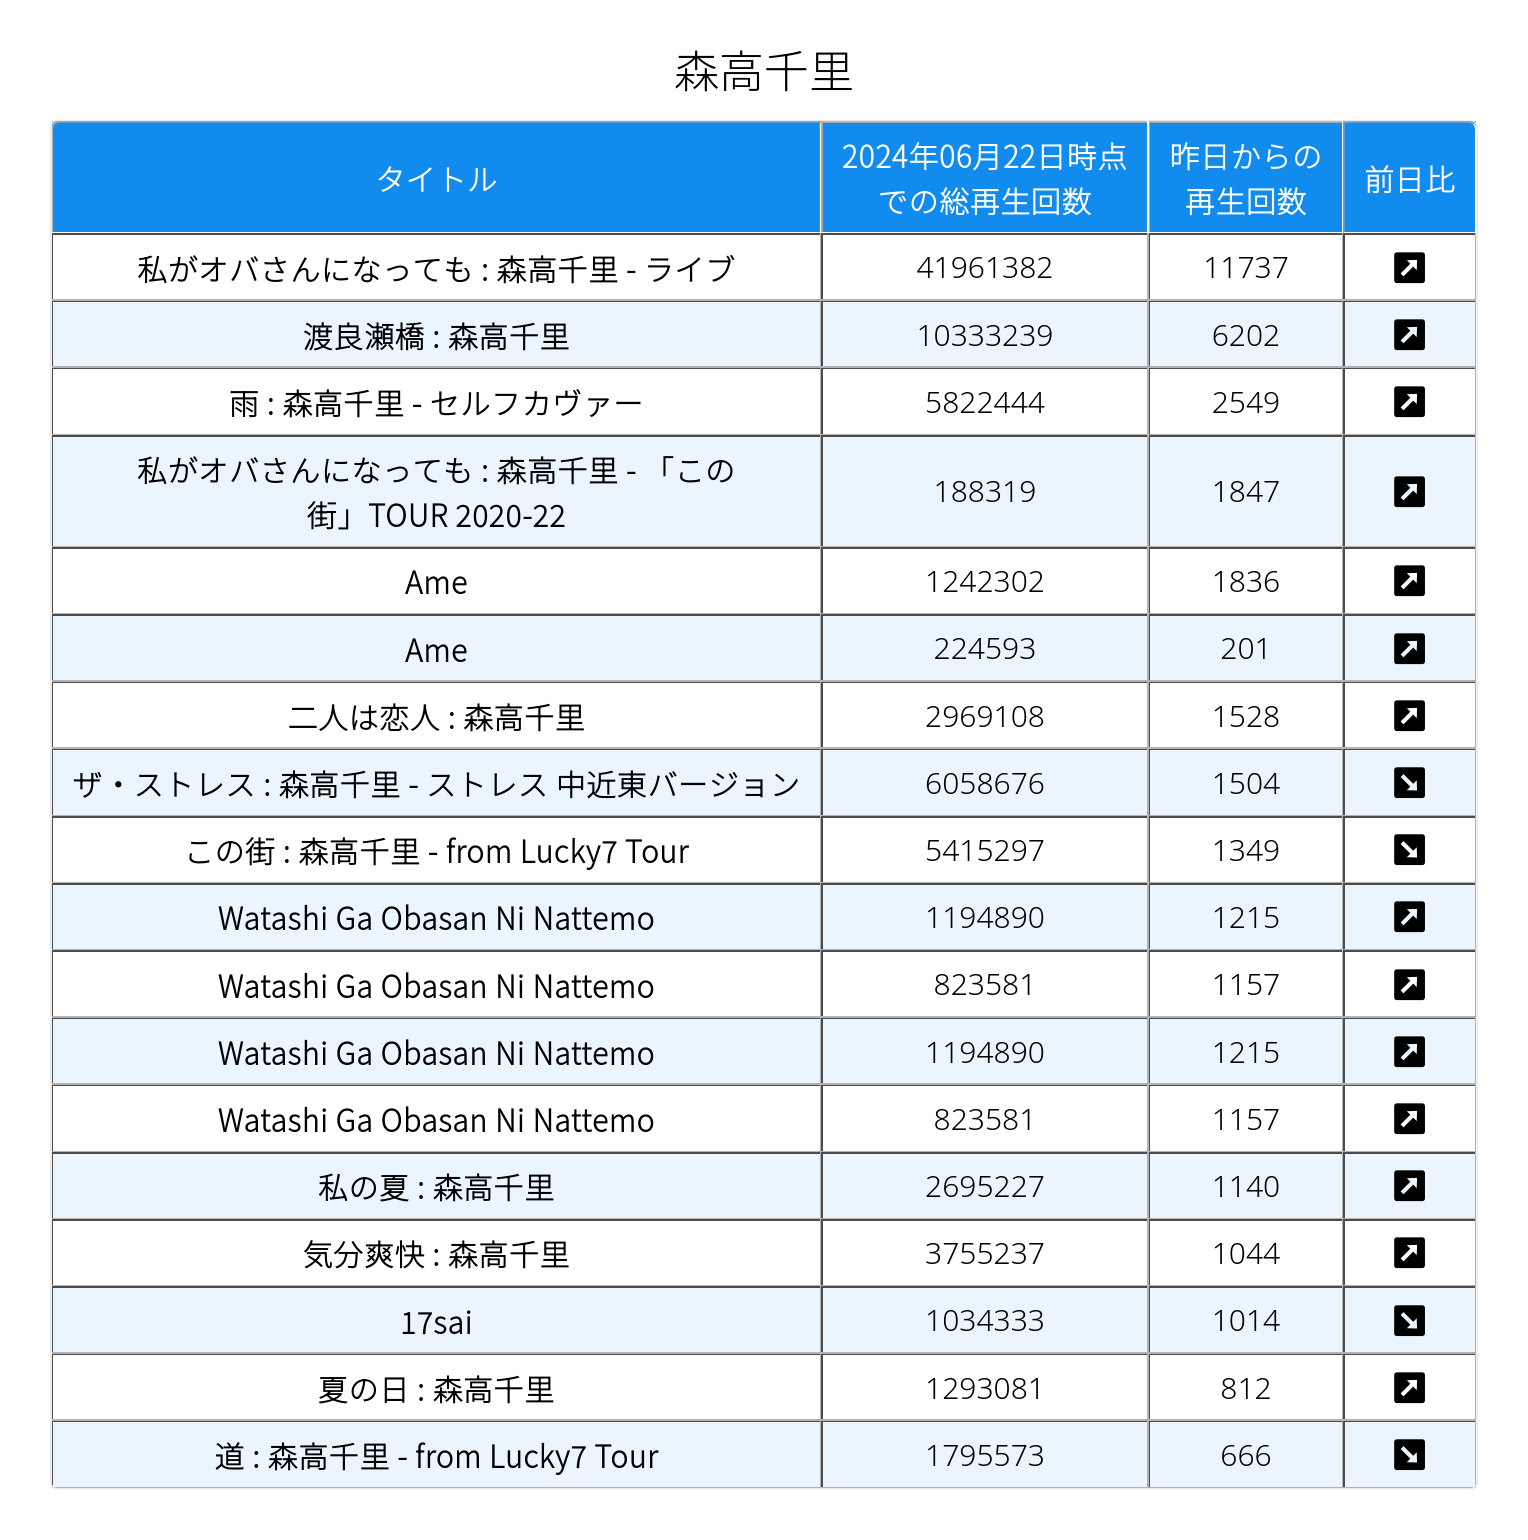 森高千里
タイトル
2024年06月22日時点
での総再生回数
昨日からの
再生回数
前日比
私がオバさんになっても : 森高千里 - ライブ 41961382 11737
渡良瀬橋 : 森高千里 10333239 6202
雨 : 森高千里 - セルフカヴァー 5822444 2549
私がオバさんになっても : 森高千里 - 「この
街」TOUR 2020-22 188319 1847
Ame 1242302 1836
Ame 224593 201
二人は恋人 : 森高千里 2969108 1528
ザ・ストレス : 森高千里 - ストレス 中近東バージョン 6058676 1504
この街 : 森高千里 - from Lucky7 Tour 5415297 1349
Watashi Ga Obasan Ni Nattemo 1194890 1215
Watashi Ga Obasan Ni Nattemo 823581 1157
Watashi Ga Obasan Ni Nattemo 1194890 1215
Watashi Ga Obasan Ni Nattemo 823581 1157
私の夏 : 森高千里 2695227 1140
気分爽快 : 森高千里 3755237 1044
17sai 1034333 1014
夏の日 : 森高千里 1293081 812
道 : 森高千里 - from Lucky7 Tour 1795573 666